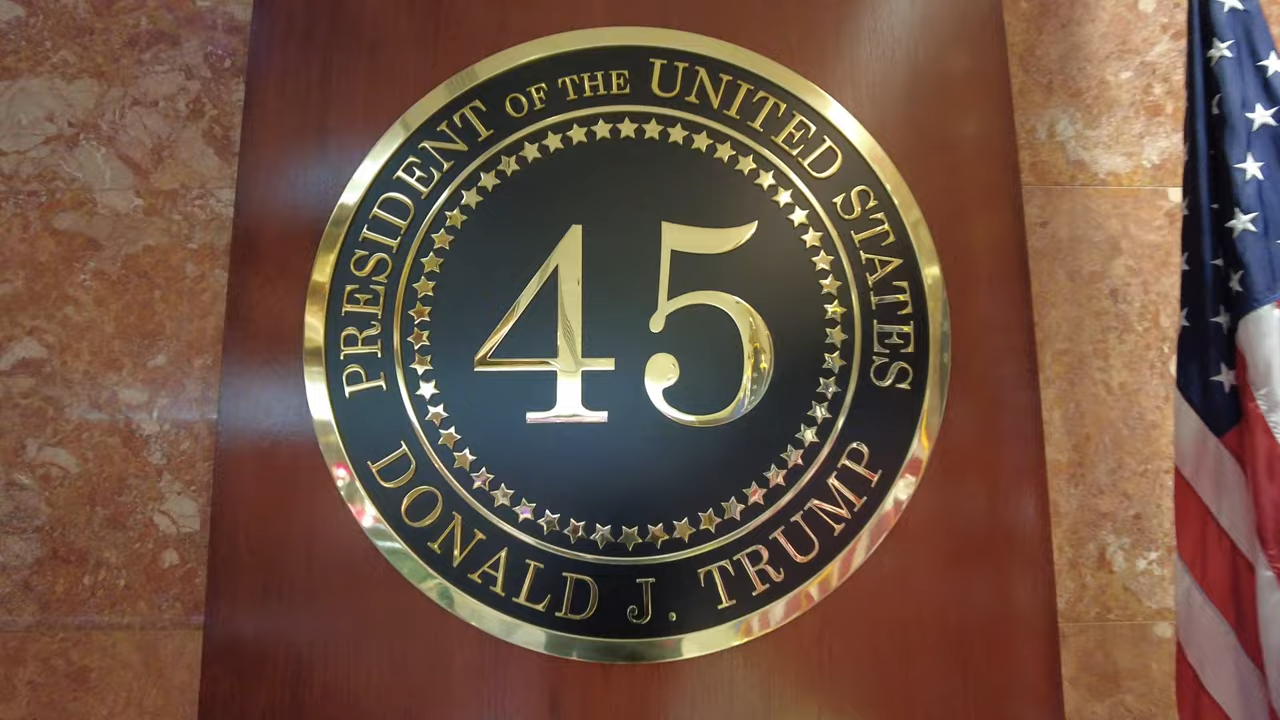 PRESIDENT OF THE UNITED STATES
45
DONALD J. TRUMP